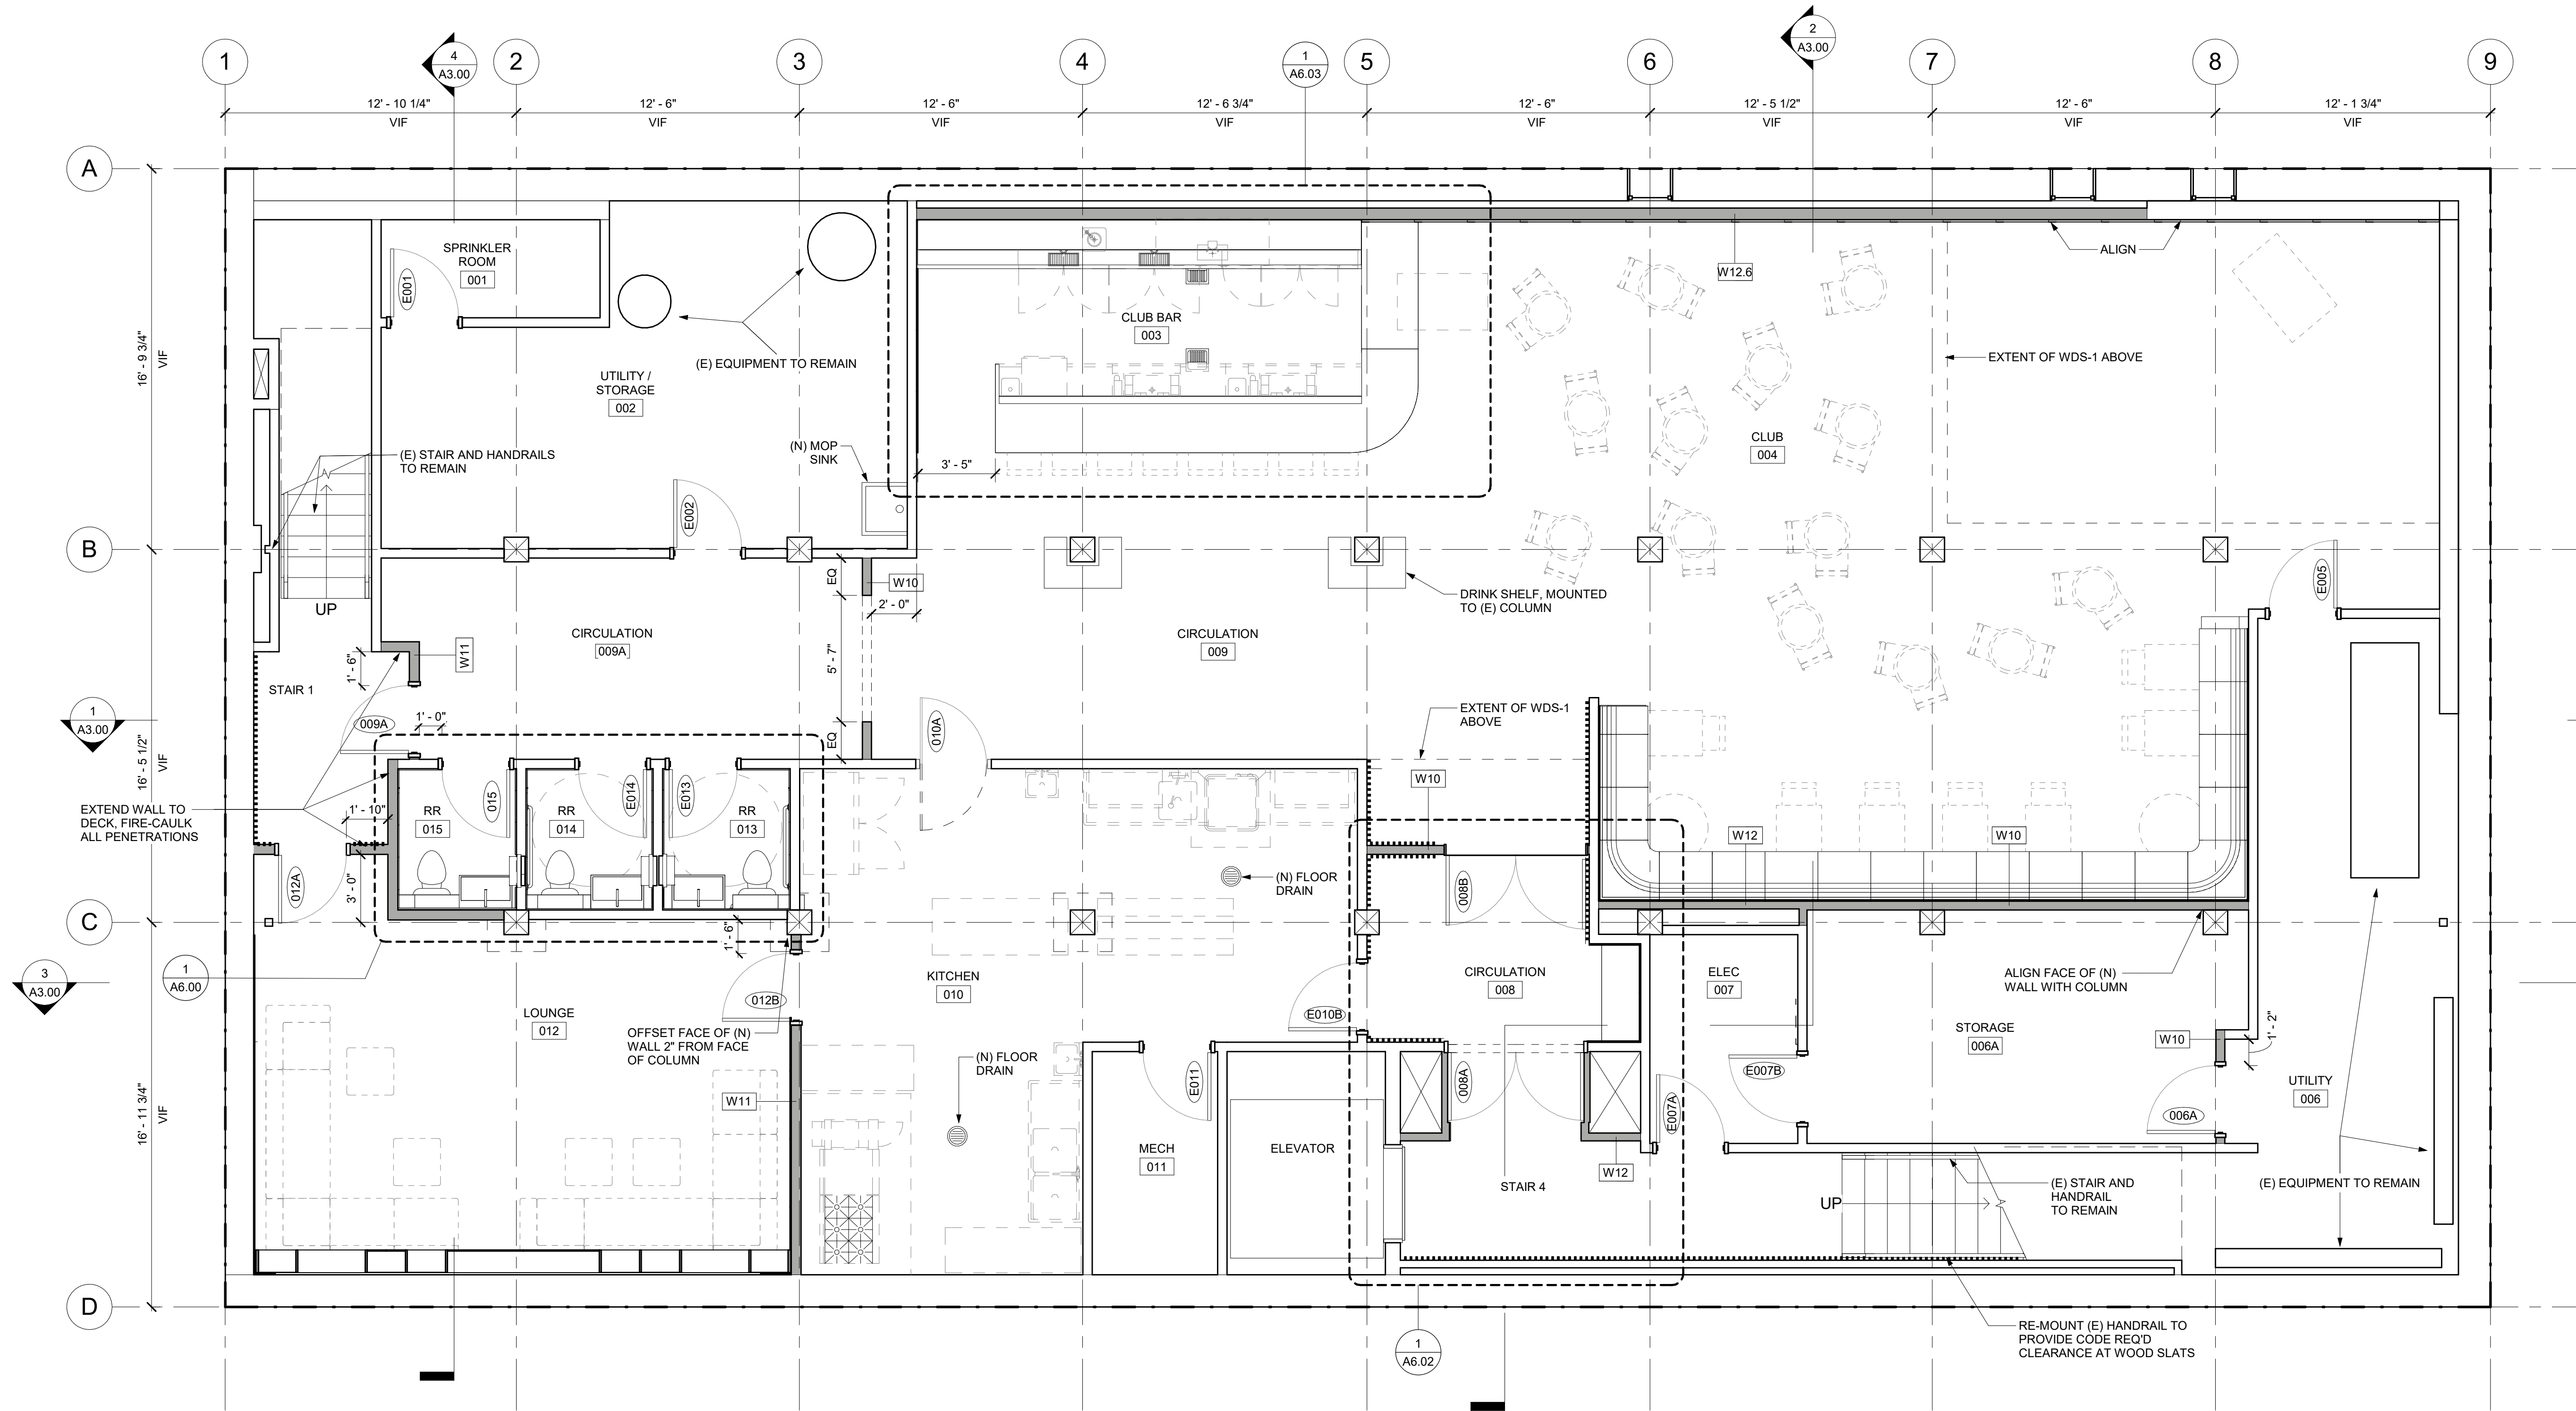 1
4
A3.00
2
3
4
1
A6.03
5
6
2
A3.00
7
8
9
12' - 10 1/4"
VIF
12' - 6"
VIF
12' - 6"
VIF
12' - 6 3/4"
VIF
12' - 6"
VIF
12' - 5 1/2"
VIF
12' - 6"
VIF
12' - 1 3/4"
VIF
A
B
C
D
16' - 9 3/4"
VIF
16' - 5 1/2"
VIF
16' - 11 3/4"
VIF
SPRINKLER
ROOM
001
E001
UTILITY /
STORAGE
002
(E) EQUIPMENT TO REMAIN
(N) MOP
SINK
E002
(E) STAIR AND HANDRAILS
TO REMAIN
UP
CLUB BAR
003
3' - 5"
W12.6
ALIGN
EXTENT OF WDS-1 ABOVE
CLUB
004
DRINK SHELF, MOUNTED
TO (E) COLUMN
E005
CIRCULATION
009A
W10
EQ
2' - 0"
5' - 7"
EQ
CIRCULATION
009
W11
1' - 6"
STAIR 1
009A
1' - 0"
1
A3.00
EXTEND WALL TO
DECK, FIRE-CAULK
ALL PENETRATIONS
1' - 10"
3' - 0"
012A
RR
015
015
RR
014
E014
RR
013
E013
010A
EXTENT OF WDS-1
ABOVE
W10
W12
W10
(N) FLOOR
DRAIN
008B
1' - 6"
1
A6.00
3
A3.00
LOUNGE
012
012B
OFFSET FACE OF (N)
WALL 2" FROM FACE
OF COLUMN
W11
KITCHEN
010
(N) FLOOR
DRAIN
E010B
CIRCULATION
008
ELEC
007
E007B
STORAGE
006A
ALIGN FACE OF (N)
WALL WITH COLUMN
W10
1' - 2"
UTILITY
006
006A
E011
MECH
011
ELEVATOR
008A
E007A
W12
STAIR 4
UP
(E) STAIR AND
HANDRAIL
TO REMAIN
(E) EQUIPMENT TO REMAIN
RE-MOUNT (E) HANDRAIL TO
PROVIDE CODE REQ'D
CLEARANCE AT WOOD SLATS
1
A6.02